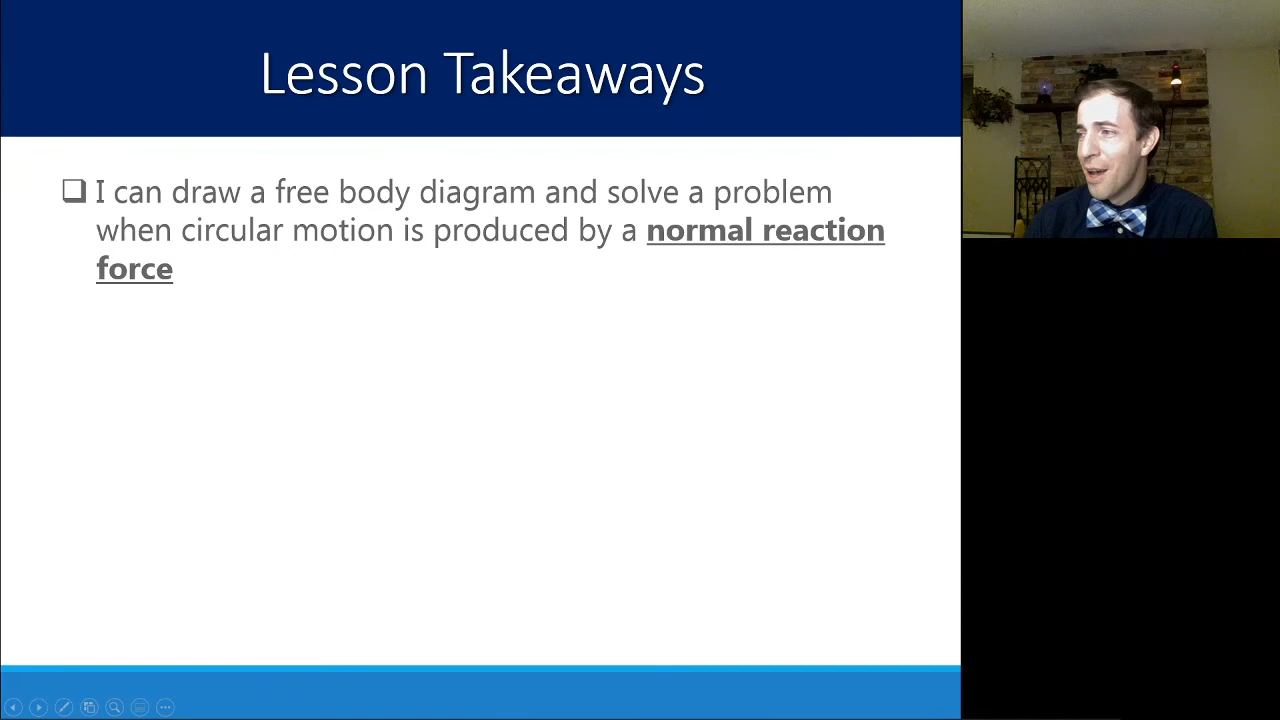 Lesson Takeaways
❑ I can draw a free body diagram and solve a problem
when circular motion is produced by a normal reaction
force